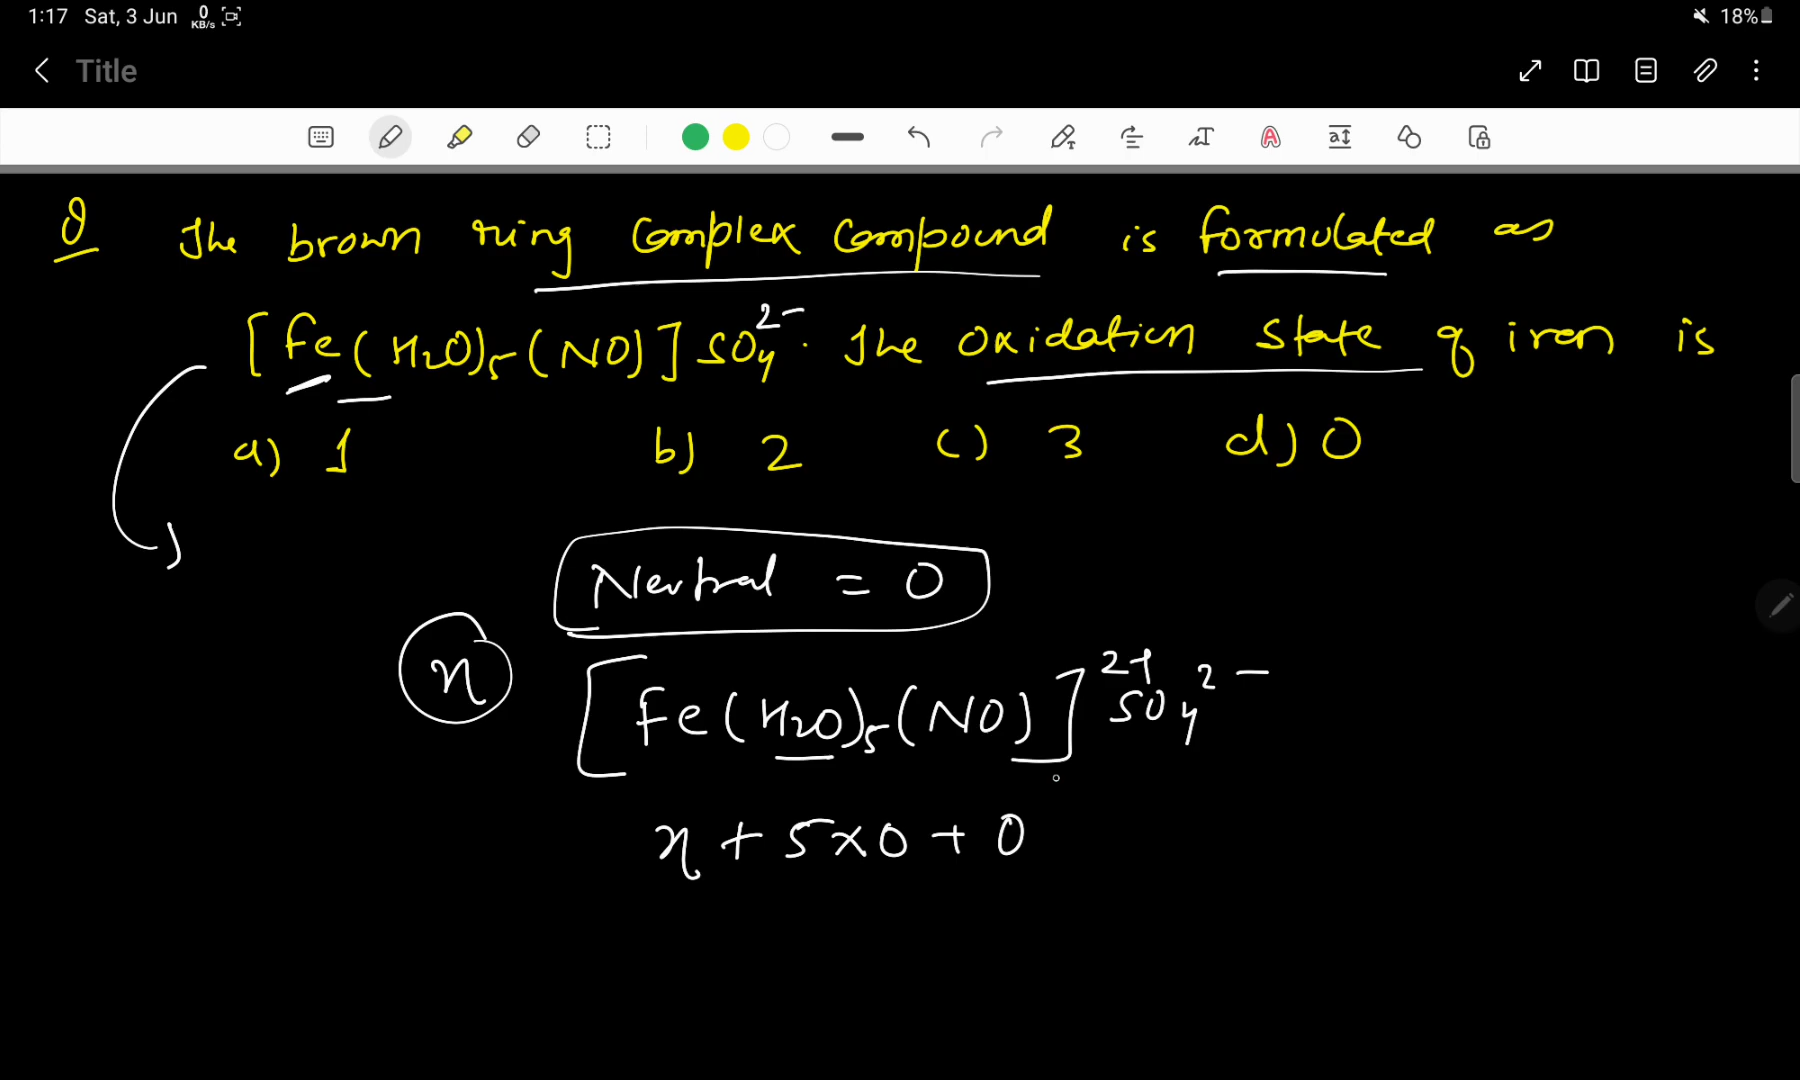 1:17 Sat, 3 Jun 0 KB/s 18%
Title
Q The brown ring complex compound is formulated as
[Fe(H2O)5(NO)]SO4^2-. The oxidation state of iron is
a) 1 b) 2 c) 3 d) 0
Neutral = 0
x [Fe(H2O)5(NO)]^2+ SO4^2-
x + 5×0 + 0